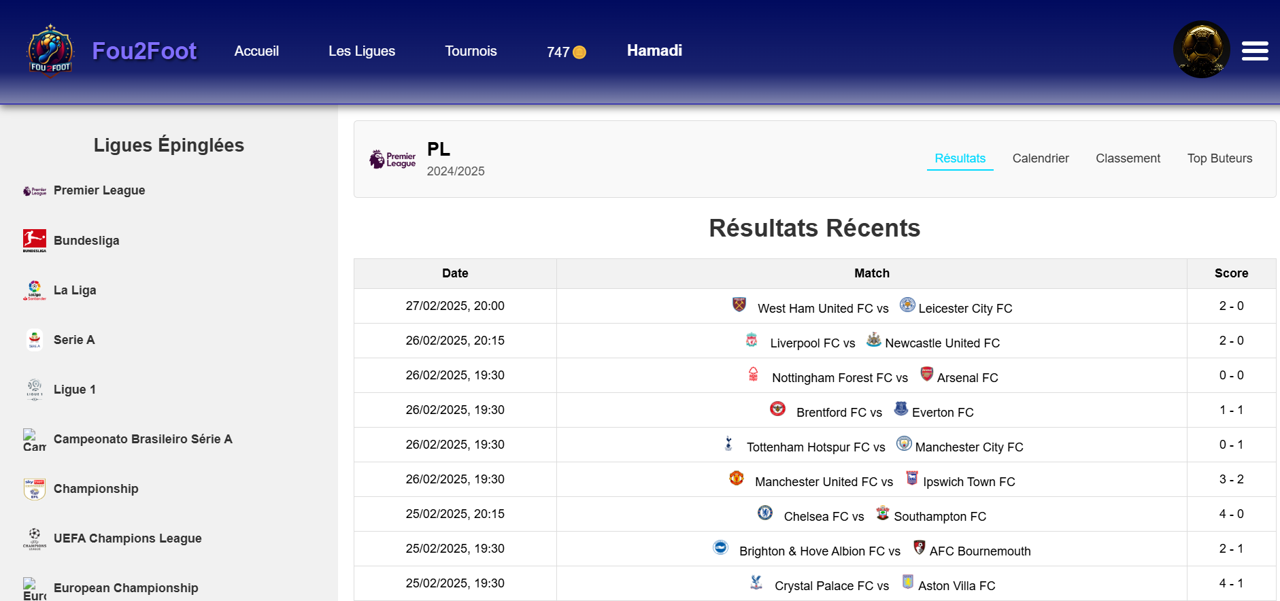 FOU2FOOT
Fou2Foot Accueil Les Ligues Tournois 747 Hamadi
Ligues Épinglées
Premier League
Bundesliga
La Liga
Serie A
Ligue 1
Cam
Campeonato Brasileiro Série A
Championship
UEFA Champions League
Euro
European Championship
Premier League
PL
2024/2025
Résultats Calendrier Classement Top Buteurs
Résultats Récents
Date Match Score
27/02/2025, 20:00 West Ham United FC vs Leicester City FC 2 - 0
26/02/2025, 20:15 Liverpool FC vs Newcastle United FC 2 - 0
26/02/2025, 19:30 Nottingham Forest FC vs Arsenal FC 0 - 0
26/02/2025, 19:30 Brentford FC vs Everton FC 1 - 1
26/02/2025, 19:30 Tottenham Hotspur FC vs Manchester City FC 0 - 1
26/02/2025, 19:30 Manchester United FC vs Ipswich Town FC 3 - 2
25/02/2025, 20:15 Chelsea FC vs Southampton FC 4 - 0
25/02/2025, 19:30 Brighton & Hove Albion FC vs AFC Bournemouth 2 - 1
25/02/2025, 19:30 Crystal Palace FC vs Aston Villa FC 4 - 1